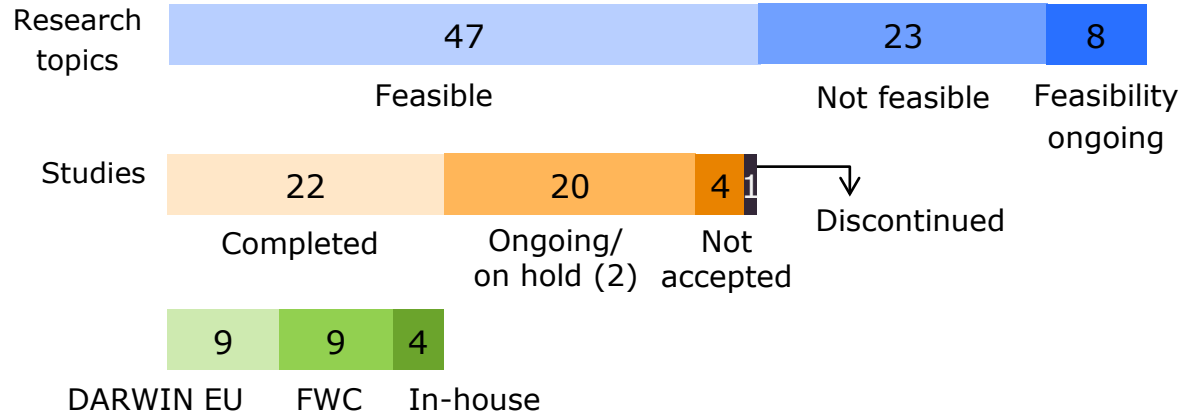 Research
topics
47
23
8
Feasible
Not feasible
Feasibility
ongoing
Studies
22
20
4
1
Completed
Ongoing/
on hold (2)
Not
accepted
Discontinued
9
9
4
DARWIN EU
FWC
In-house